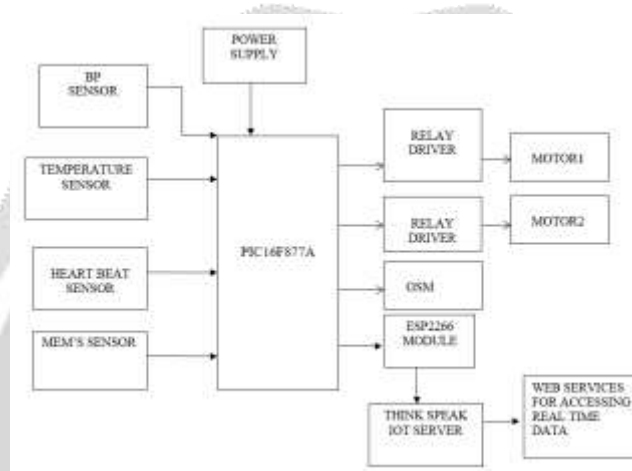 POWER
SUPPLY
BP
SENSOR
TEMPERATURE
SENSOR
HEART BEAT
SENSOR
MEM'S SENSOR
PIC16F877A
RELAY
DRIVER
MOTOR1
RELAY
DRIVER
MOTOR2
GSM
ESP2266
MODULE
THINK SPEAK
IOT SERVER
WEB SERVICES
FOR ACCESSING
REAL TIME
DATA